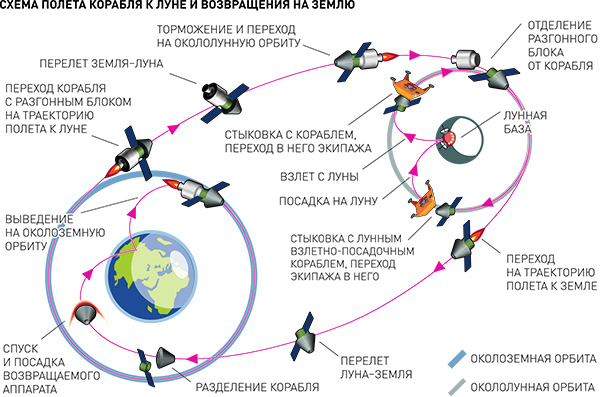 СХЕМА ПОЛЕТА КОРАБЛЯ К ЛУНЕ И ВОЗВРАЩЕНИЯ НА ЗЕМЛЮ
ТОРМОЖЕНИЕ И ПЕРЕХОД
НА ОКОЛОЛУННУЮ ОРБИТУ
ОТДЕЛЕНИЕ
РАЗГОННОГО
БЛОКА
ОТ КОРАБЛЯ
ПЕРЕЛЕТ ЗЕМЛЯ–ЛУНА
ПЕРЕХОД КОРАБЛЯ
С РАЗГОННЫМ БЛОКОМ
НА ТРАЕКТОРИЮ
ПОЛЕТА К ЛУНЕ
СТЫКОВКА С КОРАБЛЕМ,
ПЕРЕХОД В НЕГО ЭКИПАЖА
ЛУННАЯ
БАЗА
ВЗЛЕТ С ЛУНЫ
ПОСАДКА НА ЛУНУ
ВЫВЕДЕНИЕ
НА ОКОЛОЗЕМНУЮ
ОРБИТУ
СТЫКОВКА С ЛУННЫМ
ВЗЛЕТНО-ПОСАДОЧНЫМ
КОРАБЛЕМ, ПЕРЕХОД
ЭКИПАЖА В НЕГО
ПЕРЕХОД
НА ТРАЕКТОРИЮ
ПОЛЕТА К ЗЕМЛЕ
СПУСК
И ПОСАДКА
ВОЗВРАЩАЕМОГО
АППАРАТА
РАЗДЕЛЕНИЕ КОРАБЛЯ
ПЕРЕЛЕТ
ЛУНА–ЗЕМЛЯ
ОКОЛОЗЕМНАЯ ОРБИТА
ОКОЛОЛУННАЯ ОРБИТА